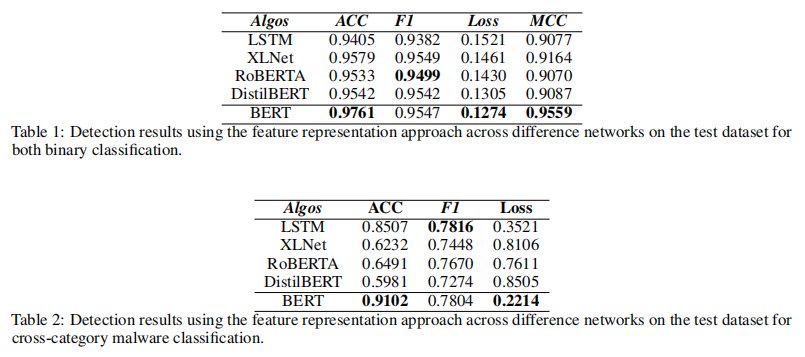 Algos ACC F1 Loss MCC
LSTM 0.9405 0.9382 0.1521 0.9077
XLNet 0.9579 0.9549 0.1461 0.9164
RoBERTA 0.9533 0.9499 0.1430 0.9070
DistilBERT 0.9542 0.9542 0.1305 0.9087
BERT 0.9761 0.9547 0.1274 0.9559
Table 1: Detection results using the feature representation approach across difference networks on the test dataset for
both binary classification.
Algos ACC F1 Loss
LSTM 0.8507 0.7816 0.3521
XLNet 0.6232 0.7448 0.8106
RoBERTA 0.6491 0.7670 0.7611
DistilBERT 0.5981 0.7274 0.8505
BERT 0.9102 0.7804 0.2214
Table 2: Detection results using the feature representation approach across difference networks on the test dataset for
cross-category malware classification.